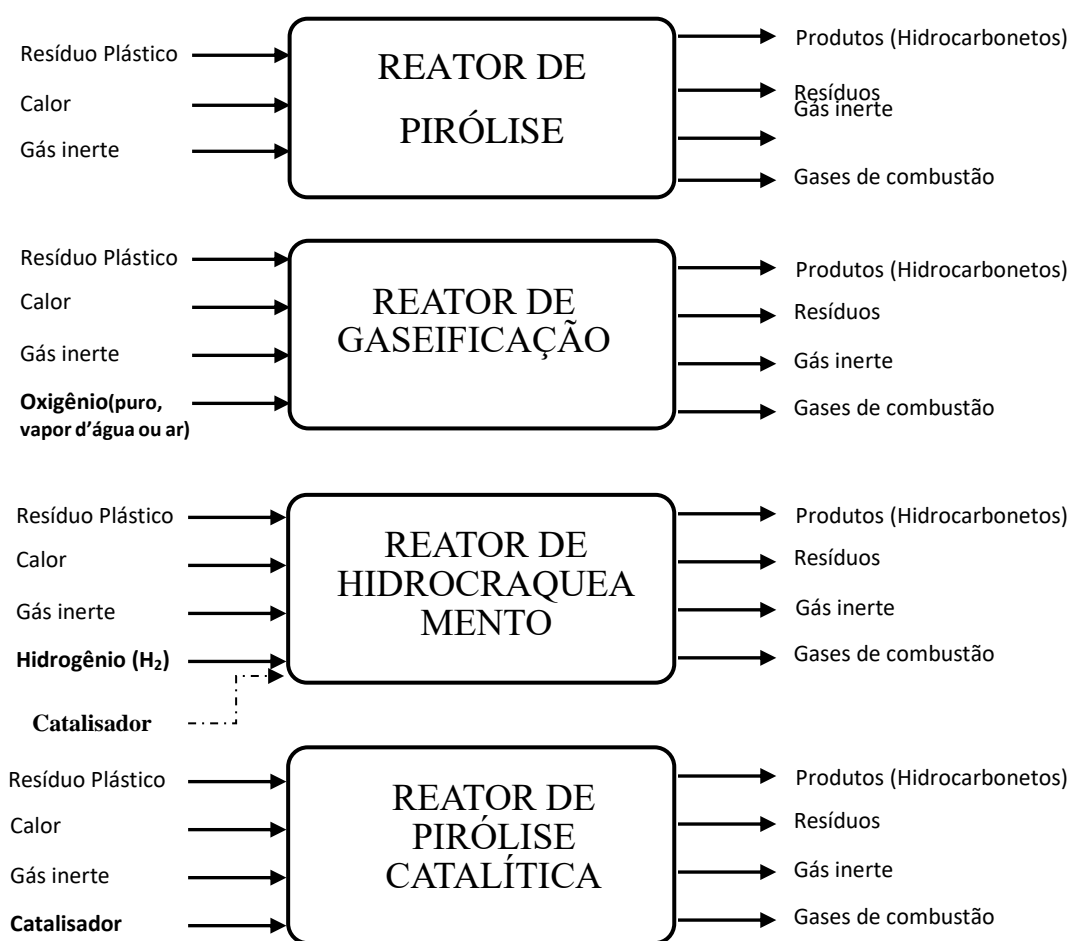 Resíduo Plástico
Calor
Gás inerte
REATOR DE
PIRÓLISE
Produtos (Hidrocarbonetos)
Resíduos
Gás inerte
Gases de combustão
Resíduo Plástico
Calor
Gás inerte
Oxigênio(puro,
vapor d’água ou ar)
REATOR DE
GASEIFICAÇÃO
Produtos (Hidrocarbonetos)
Resíduos
Gás inerte
Gases de combustão
Resíduo Plástico
Calor
Gás inerte
Hidrogênio (H₂)
Catalisador
REATOR DE
HIDROCRAQUEA
MENTO
Produtos (Hidrocarbonetos)
Resíduos
Gás inerte
Gases de combustão
Resíduo Plástico
Calor
Gás inerte
Catalisador
REATOR DE
PIRÓLISE
CATALÍTICA
Produtos (Hidrocarbonetos)
Resíduos
Gás inerte
Gases de combustão